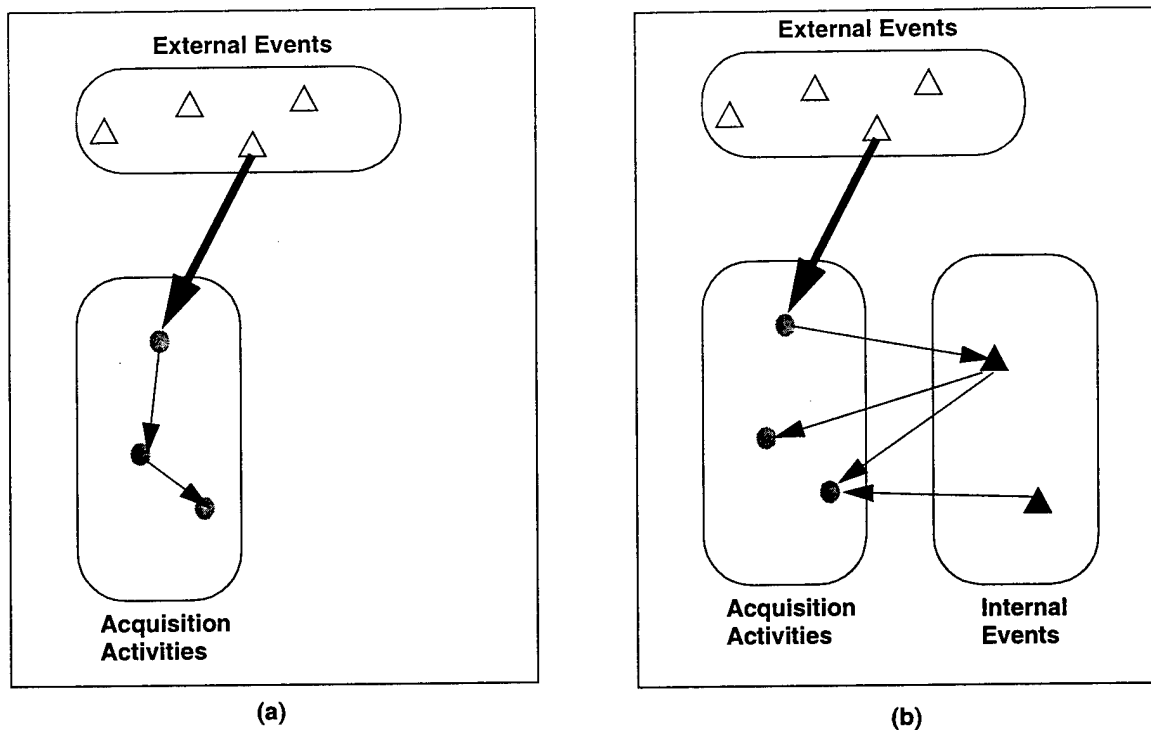 External Events
Acquisition
Activities
(a)
External Events
Acquisition
Activities
Internal
Events
(b)